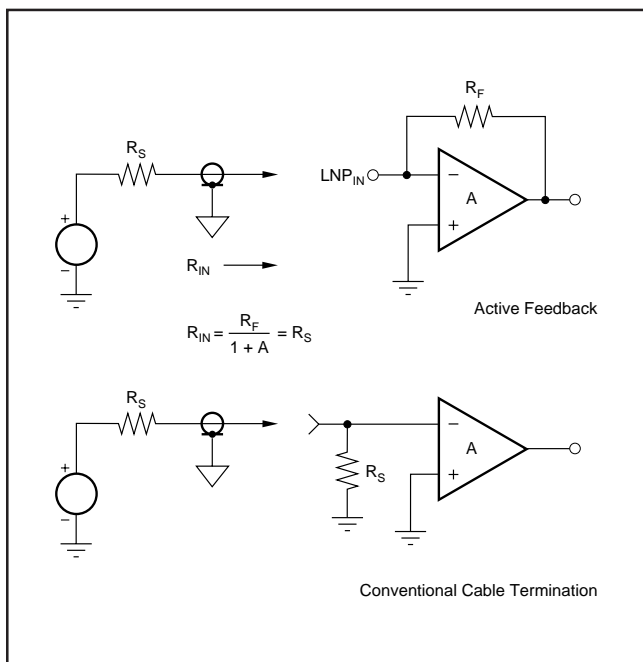 R_F
R_S
LNP_IN
+
−
−
A
+
R_IN
Active Feedback
R_IN = R_F / (1 + A) = R_S
R_S
+
−
−
A
+
R_S
Conventional Cable Termination